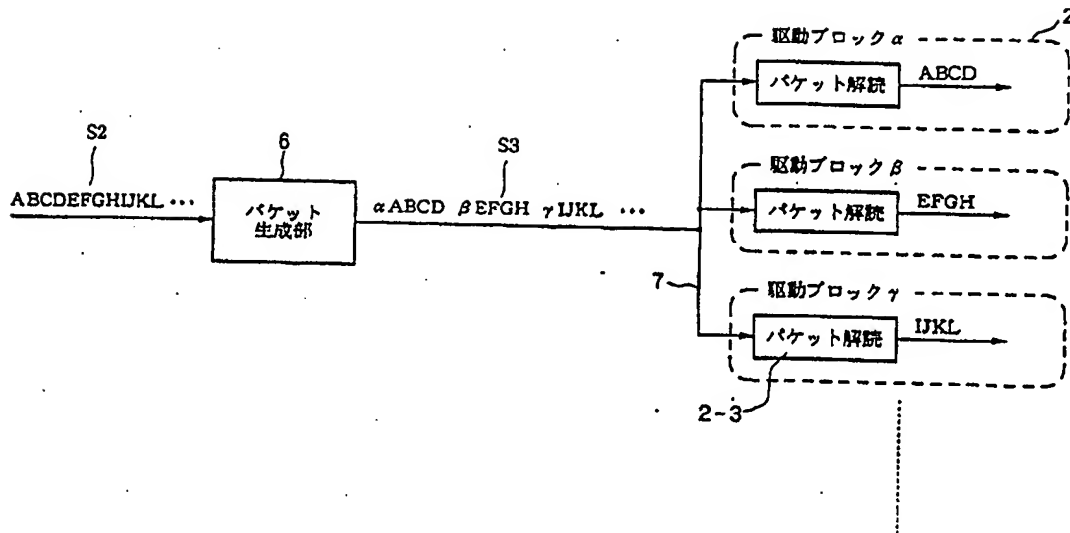 2
駆動ブロックα
パケット解読
ABCD
S2
6
S3
ABCDEFGHIJKL …
パケット
生成部
αABCD βEFGH γIJKL …
駆動ブロックβ
パケット解読
EFGH
7
駆動ブロックγ
パケット解読
IJKL
2-3